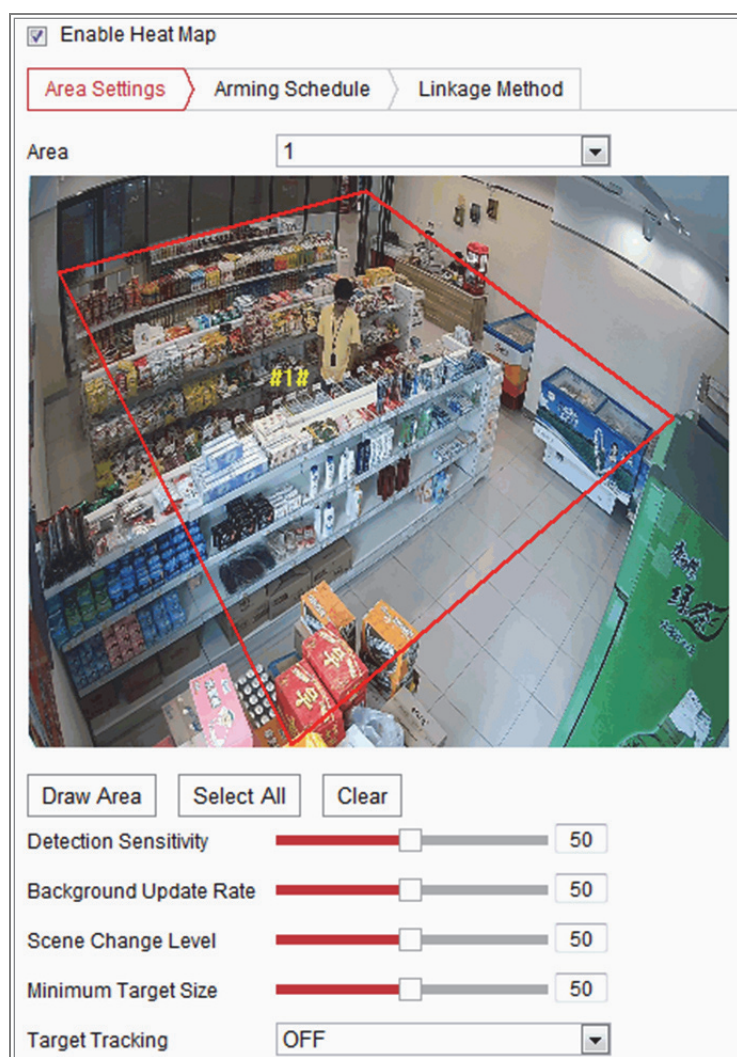 Enable Heat Map
Area Settings
Arming Schedule
Linkage Method
Area
1
#1#
Draw Area
Select All
Clear
Detection Sensitivity
50
Background Update Rate
50
Scene Change Level
50
Minimum Target Size
50
Target Tracking
OFF